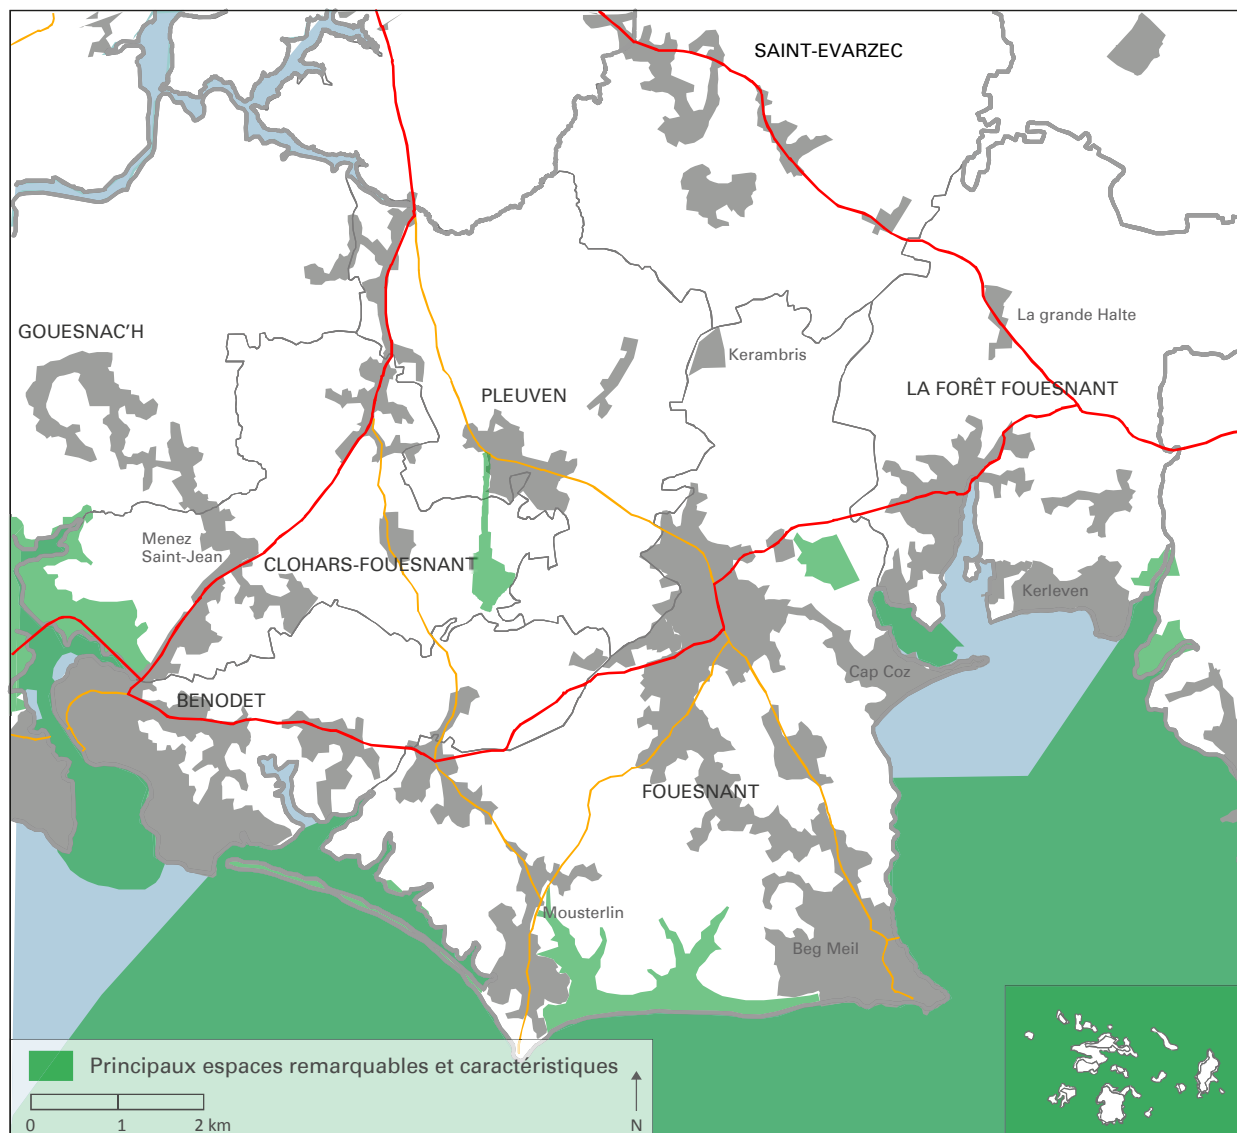 SAINT-EVARZEC
La grande Halte
GOUESNAC'H
Kerambris
PLEUVEN
LA FORÊT FOUESNANT
Menez
Saint-Jean
CLOHARS-FOUESNANT
Kerleven
Cap Coz
BENODET
FOUESNANT
Mousterlin
Beg Meil
Principaux espaces remarquables et caractéristiques
0 1 2 km
N